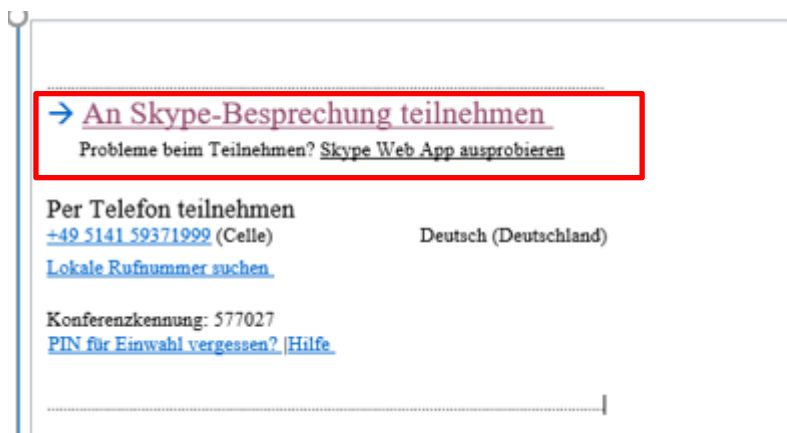 → An Skype-Besprechung teilnehmen
Probleme beim Teilnehmen? Skype Web App ausprobieren
Per Telefon teilnehmen
+49 5141 59371999 (Celle) Deutsch (Deutschland)
Lokale Rufnummer suchen
Konferenzkennung: 577027
PIN für Einwahl vergessen? |Hilfe